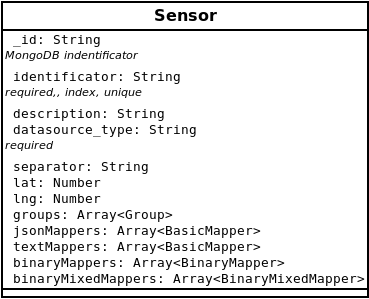 Sensor
_id: String
MongoDB indentificator
identificator: String
required,, index, unique
description: String
datasource_type: String
required
separator: String
lat: Number
lng: Number
groups: Array<Group>
jsonMappers: Array<BasicMapper>
textMappers: Array<BasicMapper>
binaryMappers: Array<BinaryMapper>
binaryMixedMappers: Array<BinaryMixedMapper>